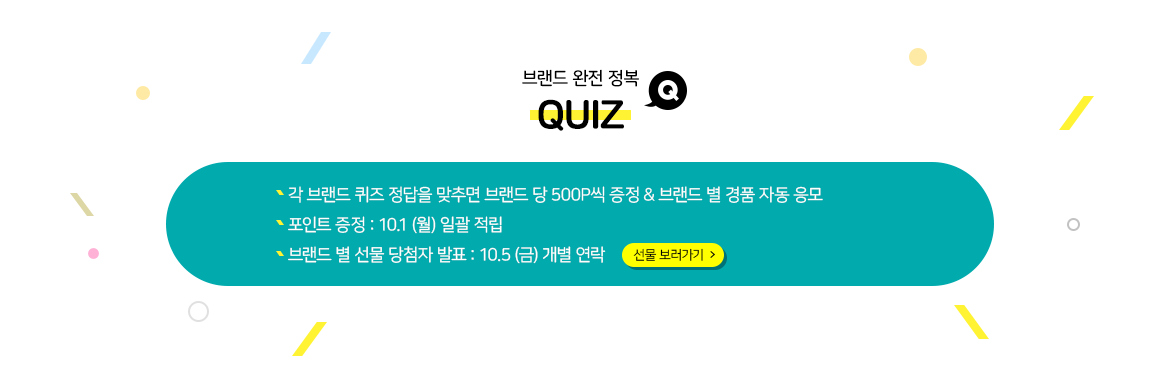 브랜드 완전 정복
QUIZ
Q
각 브랜드 퀴즈 정답을 맞추면 브랜드 당 500P씩 증정 & 브랜드 별 경품 자동 응모
포인트 증정 : 10.1 (월) 일괄 적립
브랜드 별 선물 당첨자 발표 : 10.5 (금) 개별 연락 선물 보러가기 >